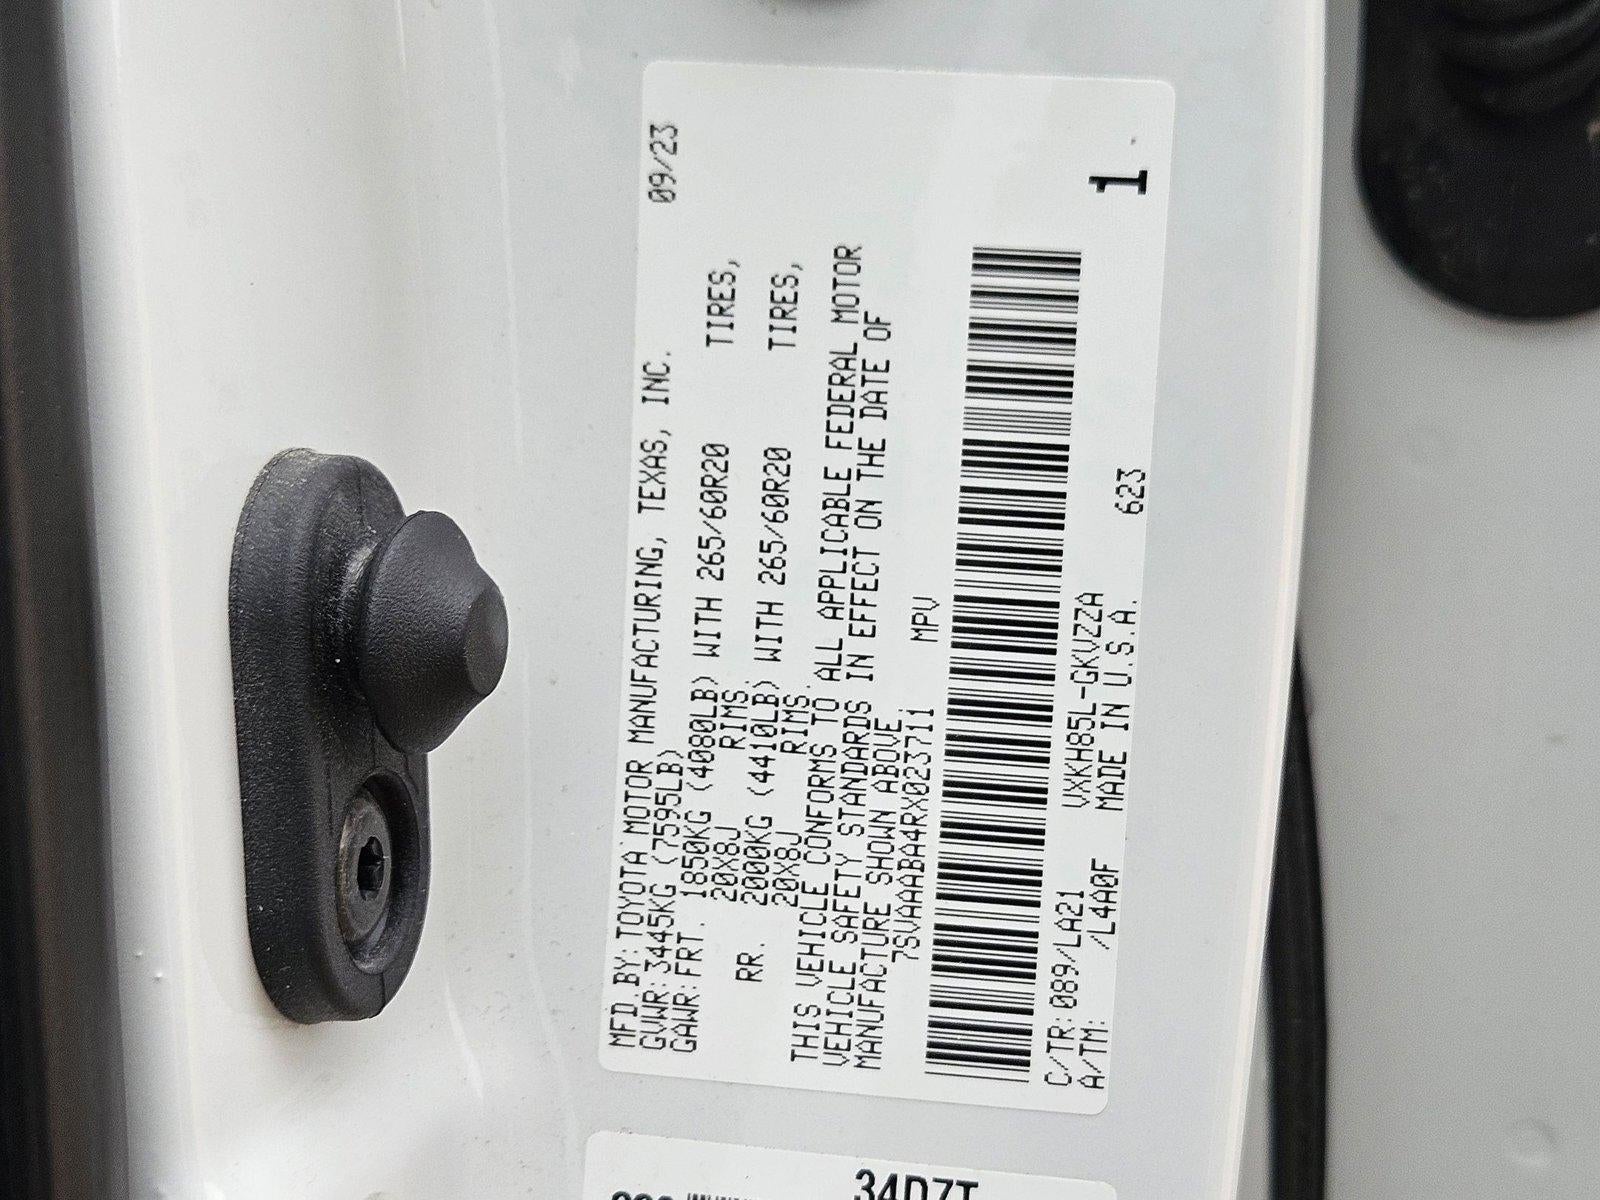 MFD.BY:TOYOTA MOTOR MANUFACTURING, TEXAS, INC. 09/23
GVWR:3445KG (7595LB)
GAWR:FRT. 1850KG (4080LB) WITH 265/60R20 TIRES,
20X8J RIMS.
RR. 2000KG (4410LB) WITH 265/60R20 TIRES,
20X8J RIMS.
THIS VEHICLE CONFORMS TO ALL APPLICABLE FEDERAL MOTOR
VEHICLE SAFETY STANDARDS IN EFFECT ON THE DATE OF
MANUFACTURE SHOWN ABOVE.
7SVAAABA4RX023711 MPV
C/TR:089/LA21 VXKH85L-GKVZZA 623 1
A/TM: /L4A0F MADE IN U.S.A.
34D7T